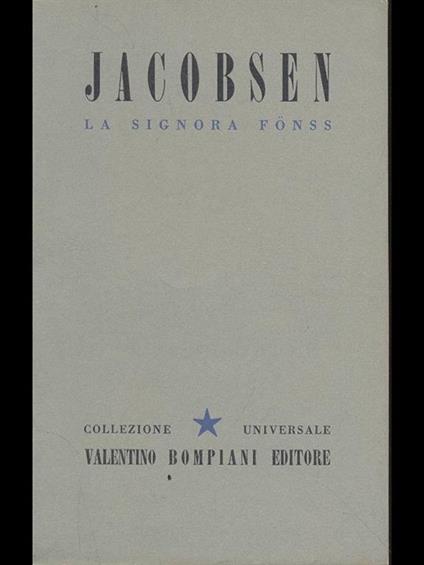 JACOBSEN
LA SIGNORA FÖNSS
COLLEZIONE UNIVERSALE
VALENTINO BOMPIANI EDITORE